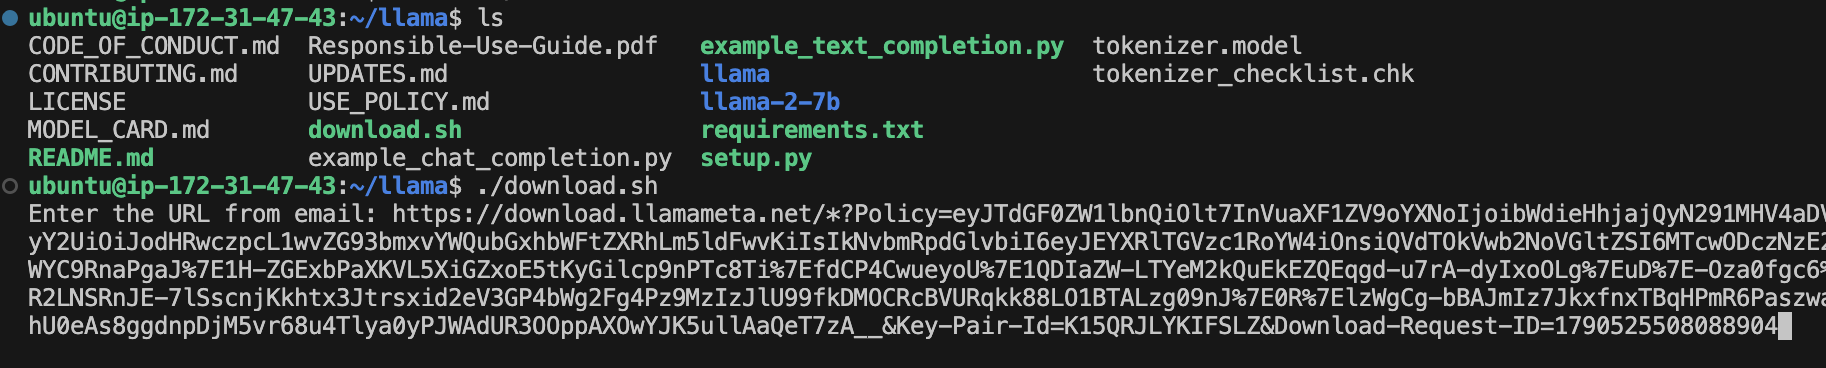 ubuntu@ip-172-31-47-43:~/llama$ ls
CODE_OF_CONDUCT.md  Responsible-Use-Guide.pdf  example_text_completion.py  tokenizer.model
CONTRIBUTING.md     UPDATES.md                 llama                       tokenizer_checklist.chk
LICENSE             USE_POLICY.md              llama-2-7b
MODEL_CARD.md       download.sh                requirements.txt
README.md           example_chat_completion.py  setup.py
ubuntu@ip-172-31-47-43:~/llama$ ./download.sh
Enter the URL from email: https://download.llamameta.net/*?Policy=eyJTdGF0ZW1lbnQiOlt7InVuaXF1ZV9oYXNoIjoibWdieHhjajQyN291MHV4aDV
yY2UiOiJodHRwczpcL1wvZG93bmxvYWQubGxhbWFtZXRhLm5ldFwvKiIsIkNvbmRpdGlvbiI6eyJEYXRlTGVzc1RoYW4iOnsiQVdTOkVwb2NoVGltZSI6MTcwODczNzE2
WYC9RnaPgaJ%7E1H-ZGExbPaXKVL5XiGZxoE5tKyGilcp9nPTc8Ti%7EfdCP4CwueyoU%7E1QDIaZW-LTYeM2kQuEkEZQEqgd-u7rA-dyIxoOLg%7EuD%7E-Oza0fgc6%
R2LNSRnJE-7lSscnjKkhtx3Jtrsxid2eV3GP4bWg2Fg4Pz9MzIzJlU99fkDMOCRcBVURqkk88LO1BTALzg09nJ%7E0R%7ElzWgCg-bBAJmIz7JkxfnxTBqHPmR6Paszwa
hU0eAs8ggdnpDjM5vr68u4Tlya0yPJWAdUR3OOppAXOwYJK5ullAaQeT7zA__&Key-Pair-Id=K15QRJLYKIFSLZ&Download-Request-ID=1790525508088904